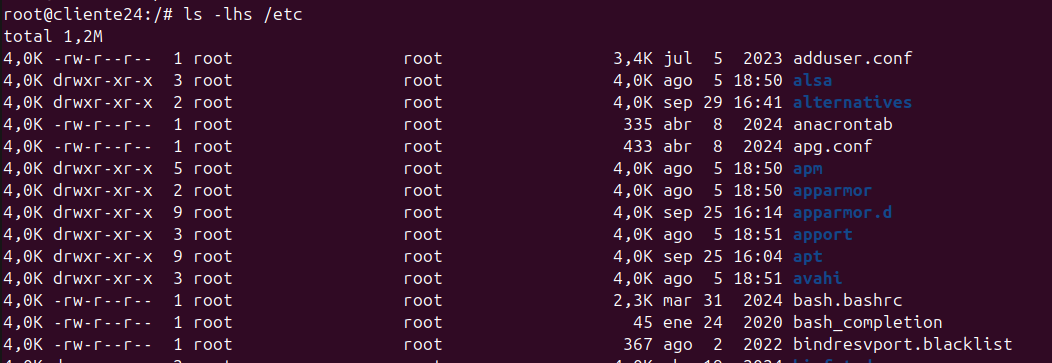 root@cliente24:/# ls -lhs /etc
total 1,2M
4,0K -rw-r--r-- 1 root root 3,4K jul 5 2023 adduser.conf
4,0K drwxr-xr-x 3 root root 4,0K ago 5 18:50 alsa
4,0K drwxr-xr-x 2 root root 4,0K sep 29 16:41 alternatives
4,0K -rw-r--r-- 1 root root 335 abr 8 2024 anacrontab
4,0K -rw-r--r-- 1 root root 433 abr 8 2024 apg.conf
4,0K drwxr-xr-x 5 root root 4,0K ago 5 18:50 apm
4,0K drwxr-xr-x 2 root root 4,0K ago 5 18:50 apparmor
4,0K drwxr-xr-x 9 root root 4,0K sep 25 16:14 apparmor.d
4,0K drwxr-xr-x 3 root root 4,0K ago 5 18:51 apport
4,0K drwxr-xr-x 9 root root 4,0K sep 25 16:04 apt
4,0K drwxr-xr-x 3 root root 4,0K ago 5 18:51 avahi
4,0K -rw-r--r-- 1 root root 2,3K mar 31 2024 bash.bashrc
4,0K -rw-r--r-- 1 root root 45 ene 24 2020 bash_completion
4,0K -rw-r--r-- 1 root root 367 ago 2 2022 bindresvport.blacklist